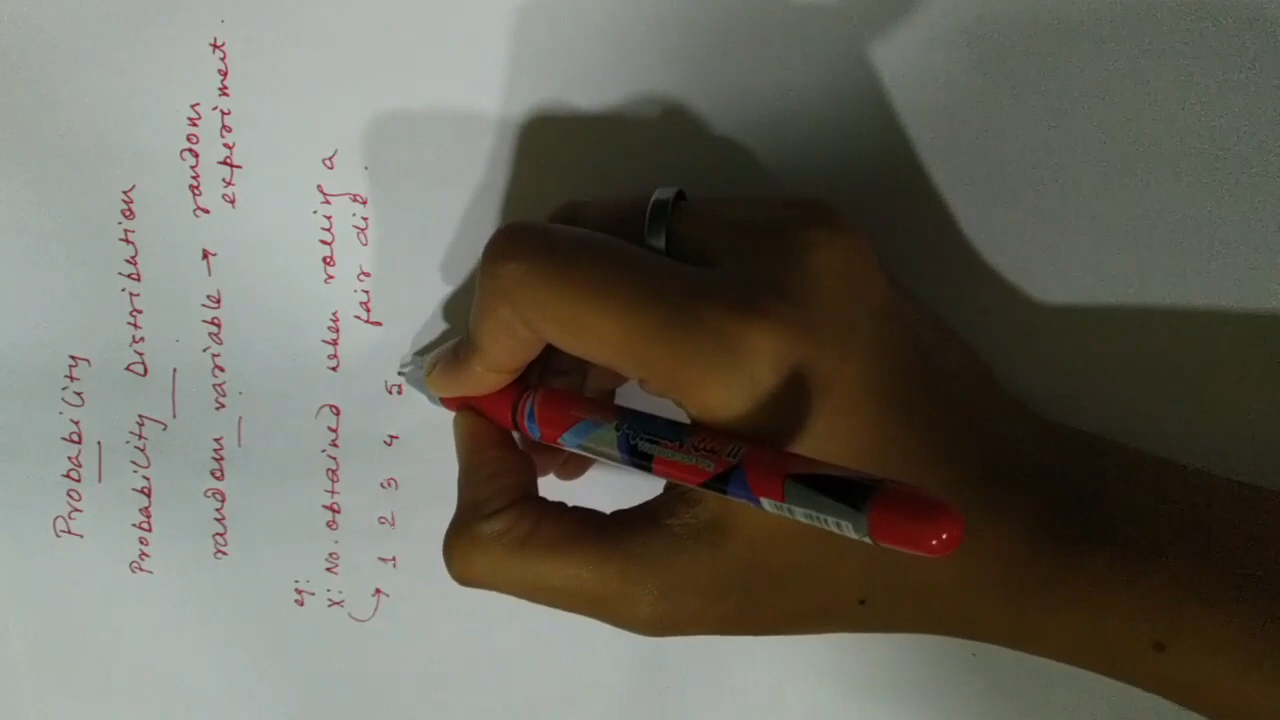 Probability
Probability Distribution
random variable → random
experiment.
eg:
X: No. obtained when rolling a
fair die.
1 2 3 4 5